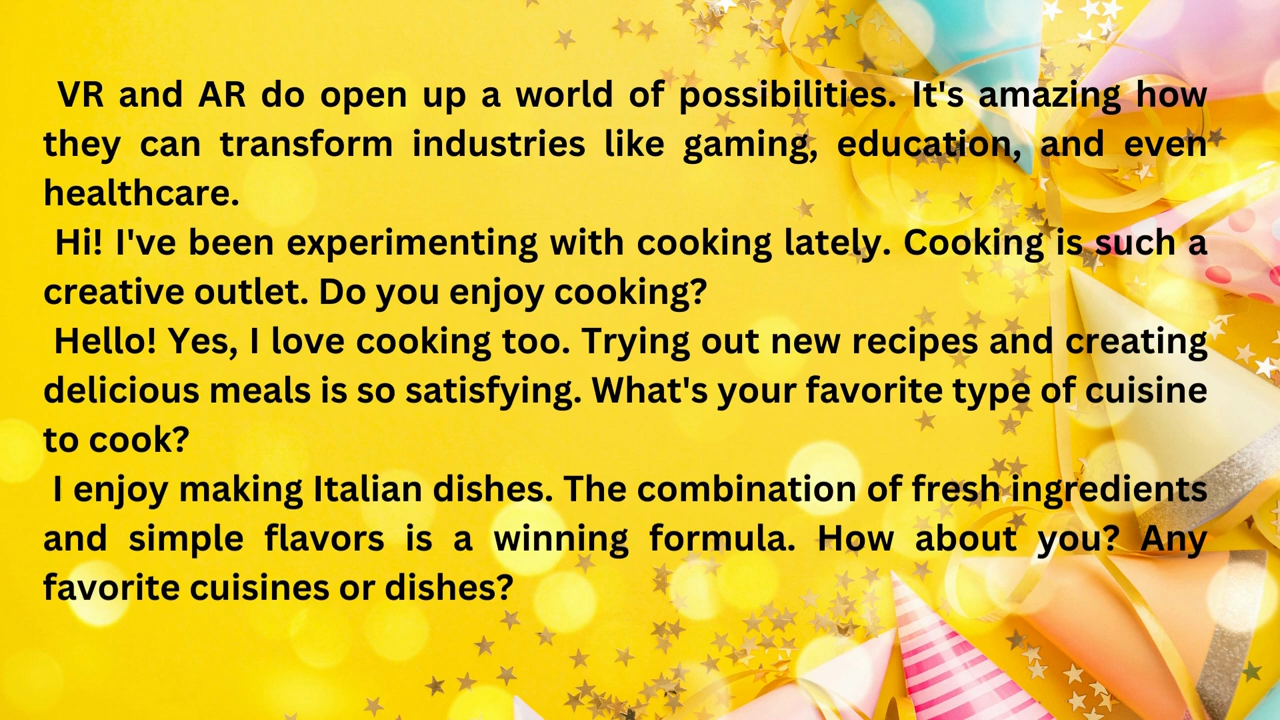 VR and AR do open up a world of possibilities. It's amazing how
they can transform industries like gaming, education, and even
healthcare.
Hi! I've been experimenting with cooking lately. Cooking is such a
creative outlet. Do you enjoy cooking?
Hello! Yes, I love cooking too. Trying out new recipes and creating
delicious meals is so satisfying. What's your favorite type of cuisine
to cook?
I enjoy making Italian dishes. The combination of fresh ingredients
and simple flavors is a winning formula. How about you? Any
favorite cuisines or dishes?